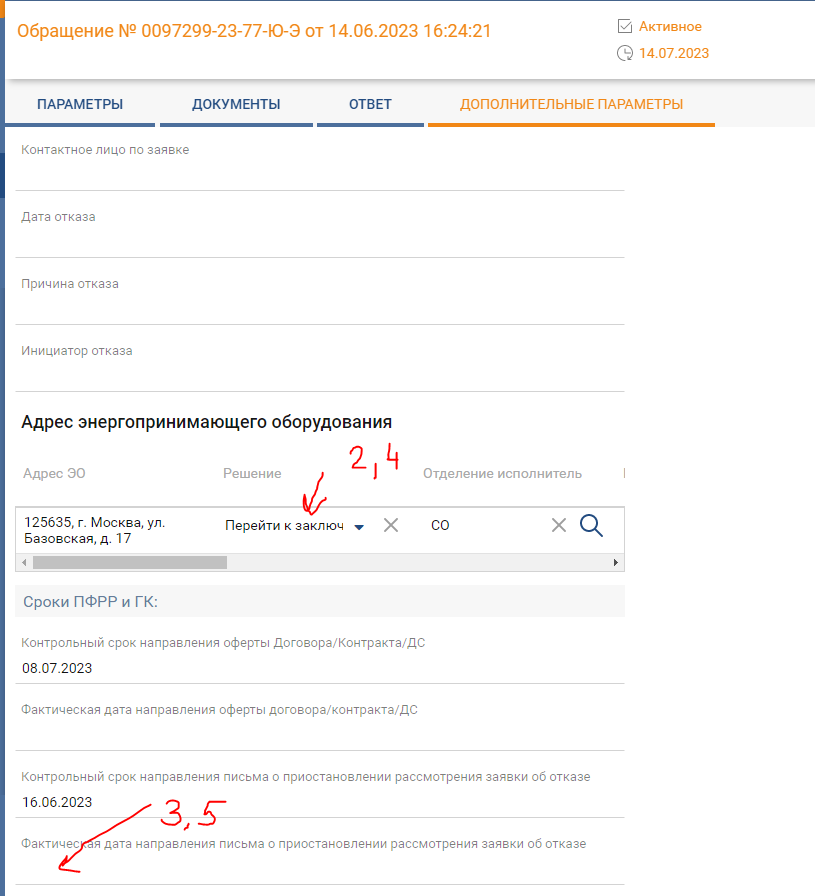 Обращение № 0097299-23-77-Ю-Э от 14.06.2023 16:24:21
Активное
14.07.2023
ПАРАМЕТРЫ ДОКУМЕНТЫ ОТВЕТ ДОПОЛНИТЕЛЬНЫЕ ПАРАМЕТРЫ
Контактное лицо по заявке
Дата отказа
Причина отказа
Инициатор отказа
Адрес энергопринимающего оборудования
2,4
Адрес ЭО Решение Отделение исполнитель
125635, г. Москва, ул. Перейти к заключ СО
Базовская, д. 17
Сроки ПФРР и ГК:
Контрольный срок направления оферты Договора/Контракта/ДС
08.07.2023
Фактическая дата направления оферты договора/контракта/ДС
Контрольный срок направления письма о приостановлении рассмотрения заявки об отказе
16.06.2023
3,5
Фактическая дата направления письма о приостановлении рассмотрения заявки об отказе